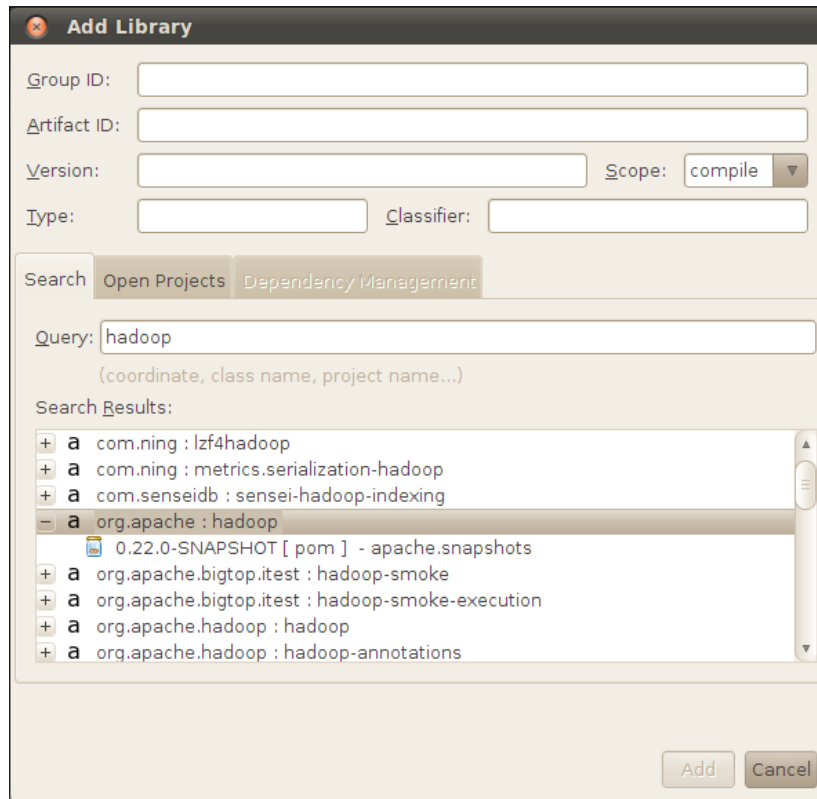 Add Library
Group ID:
Artifact ID:
Version: Scope: compile
Type: Classifier:
Search Open Projects Dependency Management
Query: hadoop
(coordinate, class name, project name...)
Search Results:
+ a com.ning : lzf4hadoop
+ a com.ning : metrics.serialization-hadoop
+ a com.senseidb : sensei-hadoop-indexing
- a org.apache : hadoop
0.22.0-SNAPSHOT [ pom ] - apache.snapshots
+ a org.apache.bigtop.itest : hadoop-smoke
+ a org.apache.bigtop.itest : hadoop-smoke-execution
+ a org.apache.hadoop : hadoop
+ a org.apache.hadoop : hadoop-annotations
Add Cancel